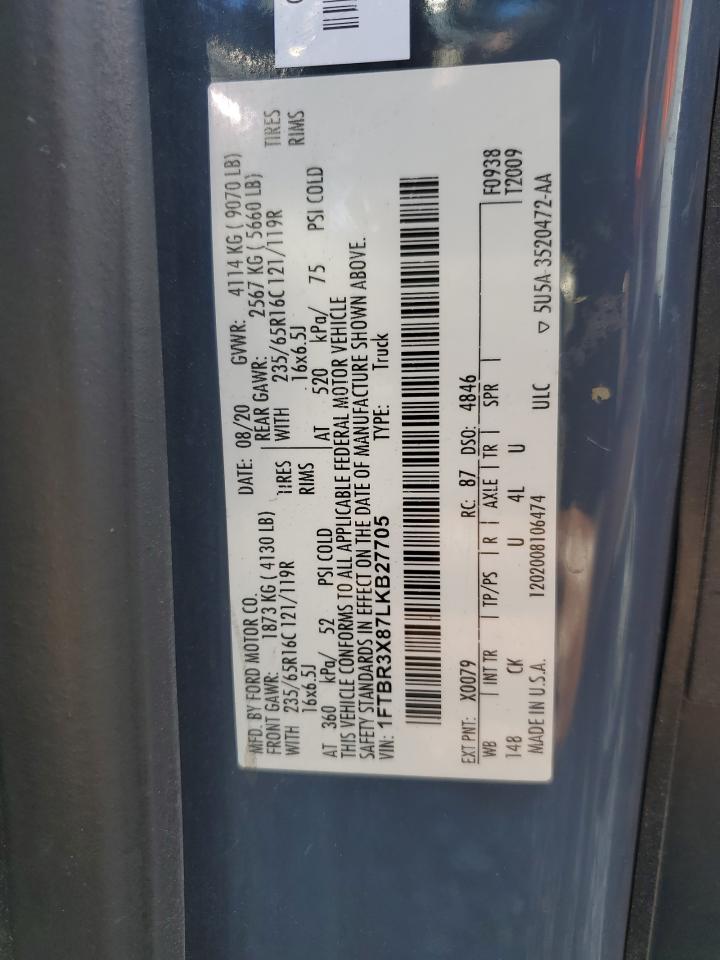 MFD. BY FORD MOTOR CO.
DATE: 08/20 GVWR: 4114 KG ( 9070 LB)
FRONT GAWR: 1873 KG ( 4130 LB) REAR GAWR: 2567 KG ( 5660 LB)
WITH 235/65R16C 121/119R TIRES WITH 235/65R16C 121/119R TIRES
16x6.5J RIMS 16x6.5J RIMS
AT 360 kPa/ 52 PSI COLD AT 520 kPa/ 75 PSI COLD
THIS VEHICLE CONFORMS TO ALL APPLICABLE FEDERAL MOTOR VEHICLE
SAFETY STANDARDS IN EFFECT ON THE DATE OF MANUFACTURE SHOWN ABOVE.
VIN: 1FTBR3X87LKB27705 TYPE: Truck
EXT PNT: X0079 RC: 87 DSO: 4846 F0938
WB INT TR TP/PS R AXLE TR SPR T2009
148 CK U 4L U
MADE IN U.S.A. 1202008106474 ULC ▽ 5U5A-3520472-AA